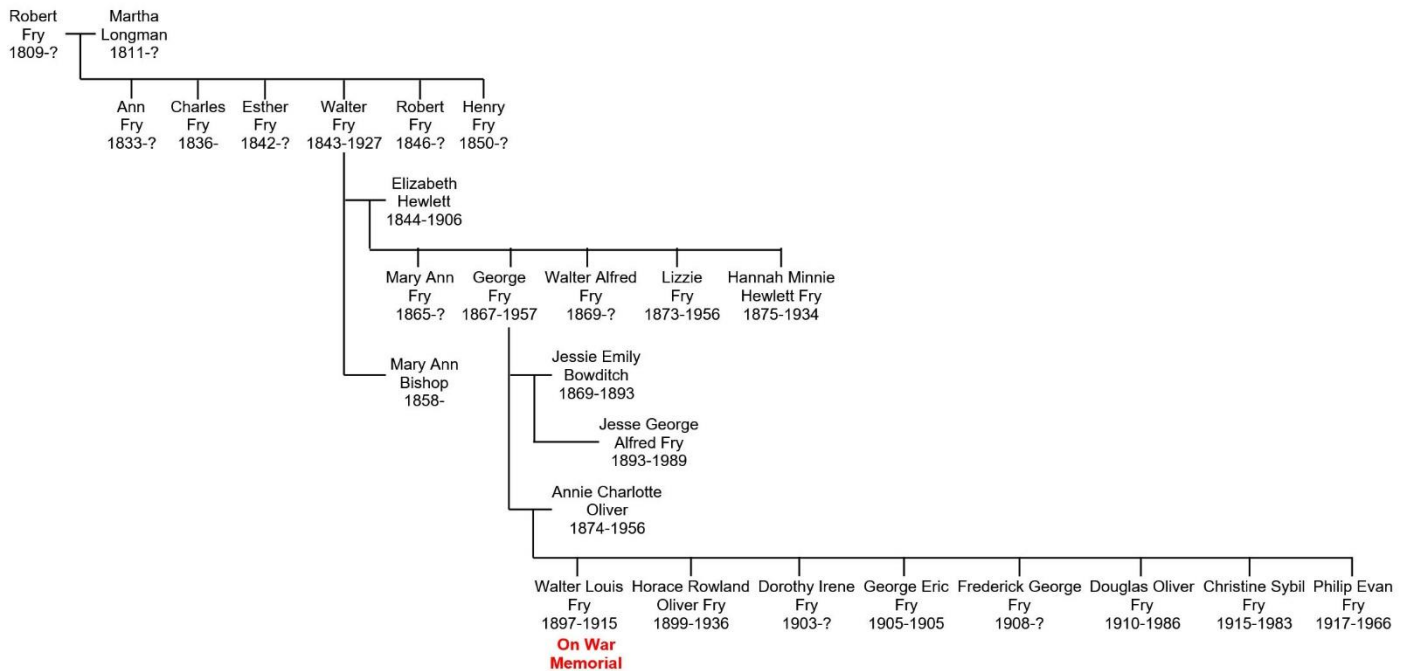 Robert
Fry
1809-?
Martha
Longman
1811-?
Ann
Fry
1833-?
Charles
Fry
1836-
Esther
Fry
1842-?
Walter
Fry
1843-1927
Robert
Fry
1846-?
Henry
Fry
1850-?
Elizabeth
Hewlett
1844-1906
Mary Ann
Fry
1865-?
George
Fry
1867-1957
Walter Alfred
Fry
1869-?
Lizzie
Fry
1873-1956
Hannah Minnie
Hewlett Fry
1875-1934
Mary Ann
Bishop
1858-
Jessie Emily
Bowditch
1869-1893
Jesse George
Alfred Fry
1893-1989
Annie Charlotte
Oliver
1874-1956
Walter Louis
Fry
1897-1915
On War
Memorial
Horace Rowland
Oliver Fry
1899-1936
Dorothy Irene
Fry
1903-?
George Eric
Fry
1905-1905
Frederick George
Fry
1908-?
Douglas Oliver
Fry
1910-1986
Christine Sybil
Fry
1915-1983
Philip Evan
Fry
1917-1966